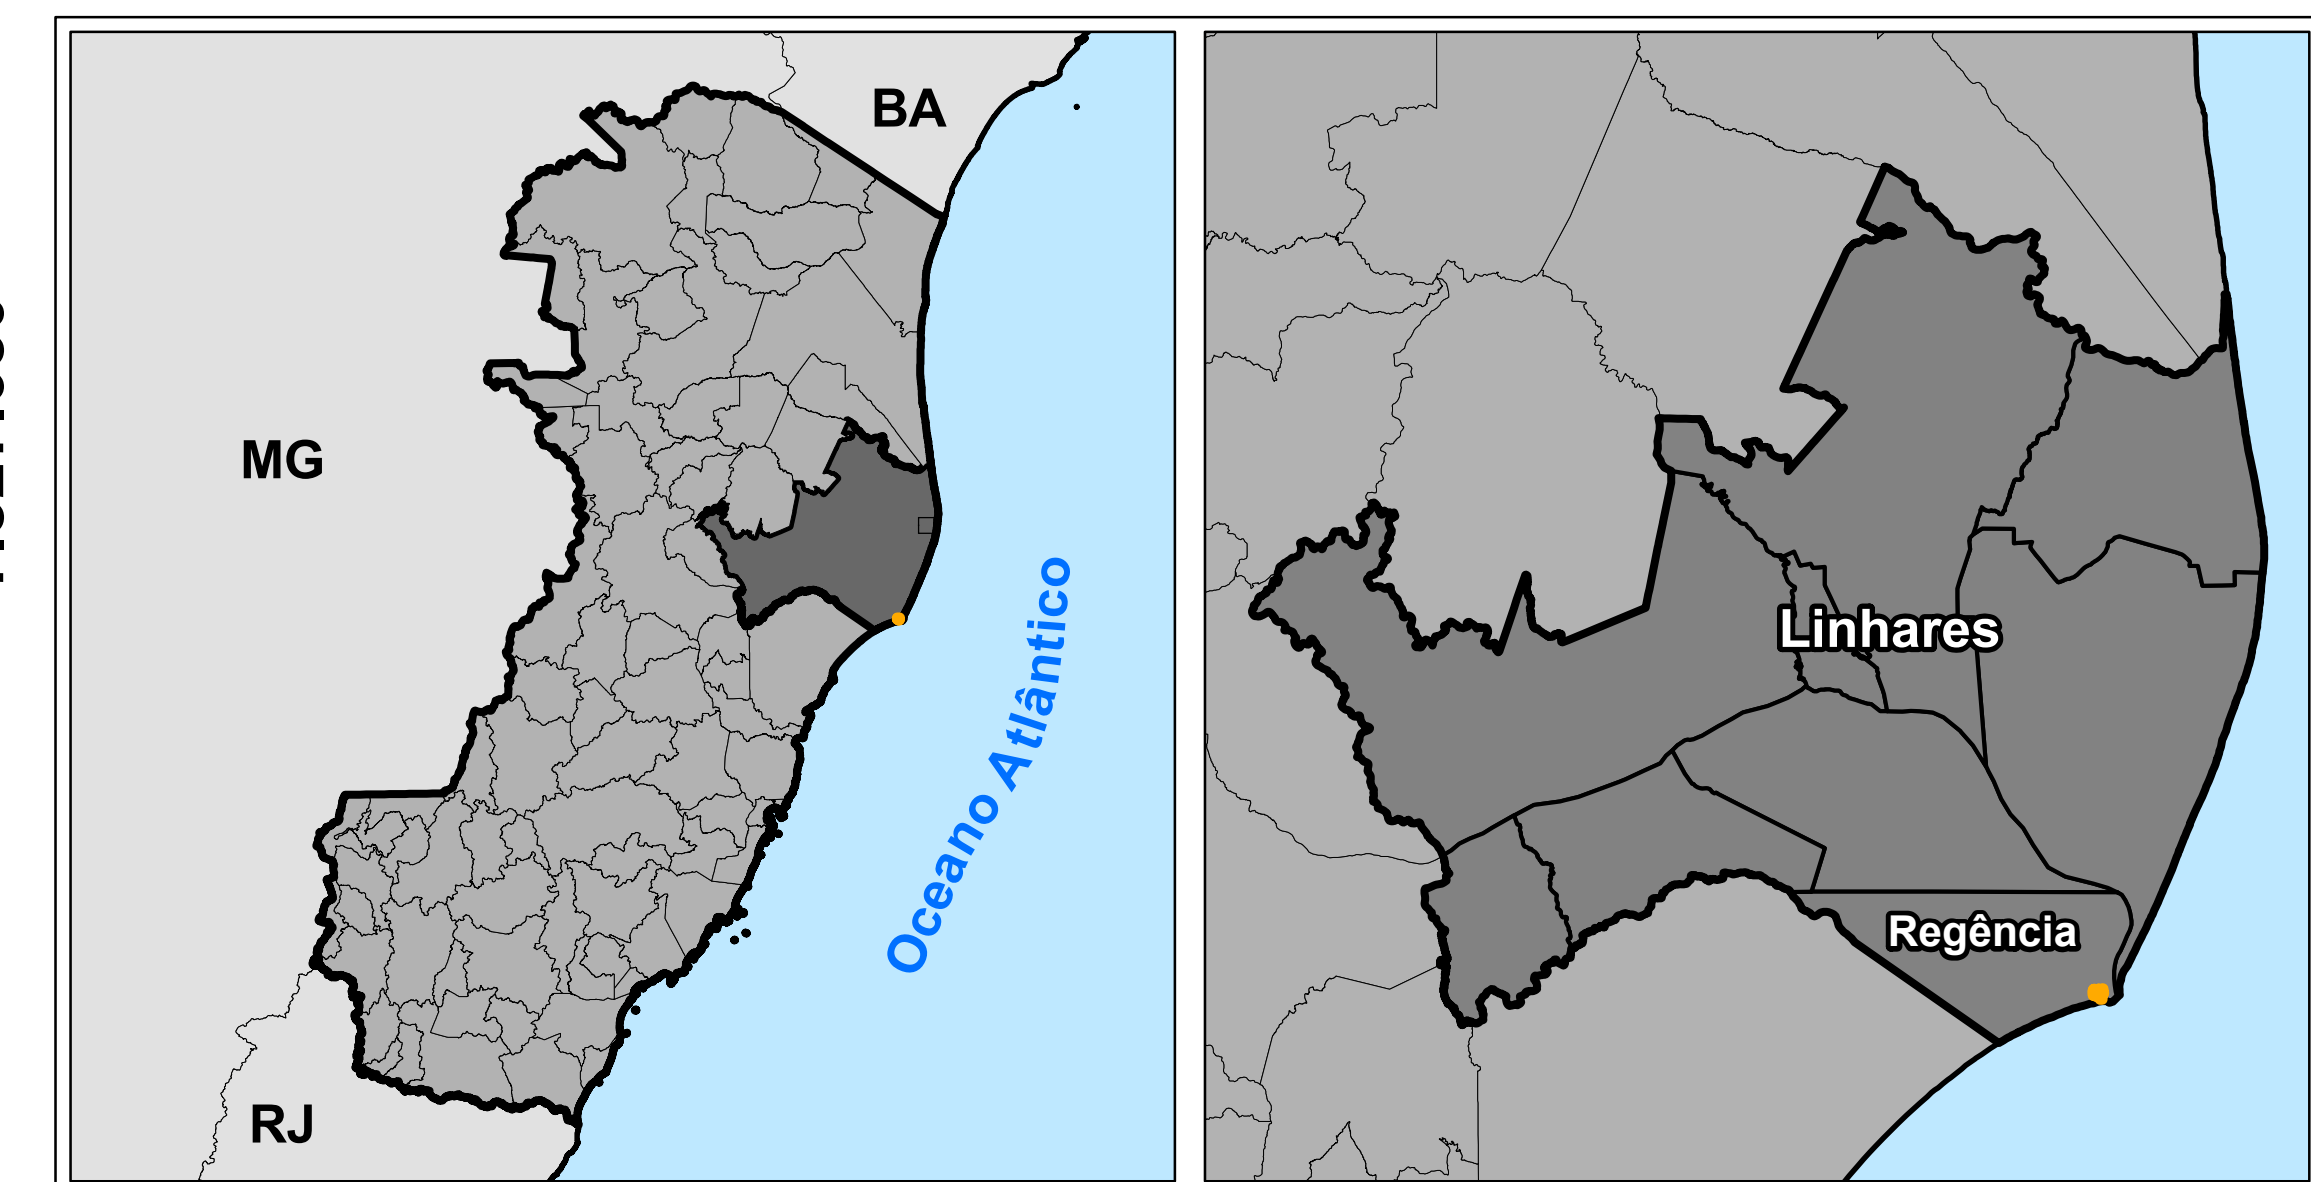 BA
MG
Oceano Atlântico
RJ
Linhares
Regência